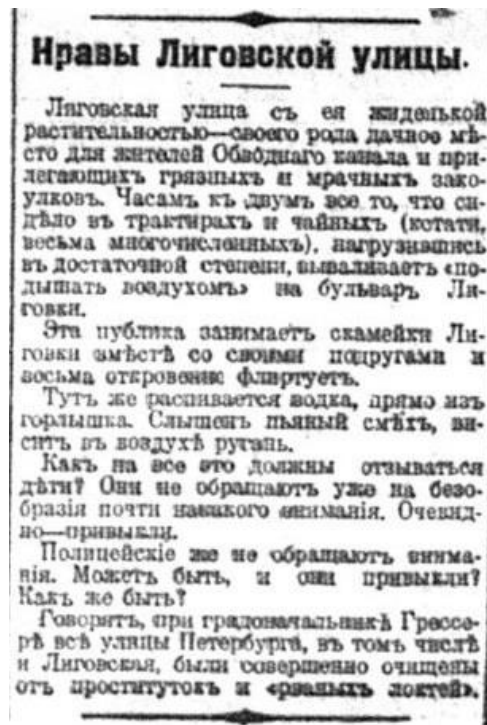 Нравы Лиговской улицы.
Лиговская улица съ ея жиденькой
растительностью—своего рода дачное мѣ-
сто для жителей Обводнаго канала и при-
легающихъ грязныхъ и мрачныхъ зако-
улковъ. Часамъ къ двумъ все то, что си-
дѣло въ трактирахъ и чайныхъ (кстати,
весьма многочисленныхъ), нагрузившись
въ достаточной степени, вываливаетъ «по-
дышать воздухомъ» на бульваръ Ли-
говки.
Эта публика занимаетъ скамейки Ли-
говки вмѣстѣ со своими подругами и
весьма откровенно флиртуетъ.
Тутъ же распивается водка, прямо изъ
горлышка. Слышенъ пьяный смѣхъ, ви-
ситъ въ воздухѣ ругань.
Какъ на все это должны отзываться
дѣти? Они не обращаютъ уже на безо-
бразія почти никакого вниманія. Очевид-
но—привыкли.
Полицейскіе же не обращаютъ внима-
нія. Можетъ быть, и они привыкли?
Какъ же быть?
Говорятъ, при градоначальникѣ Грессе-
рѣ всѣ улицы Петербурга, въ томъ числѣ
и Лиговская, были совершенно очищены
отъ проститутокъ и «рваныхъ локтей».